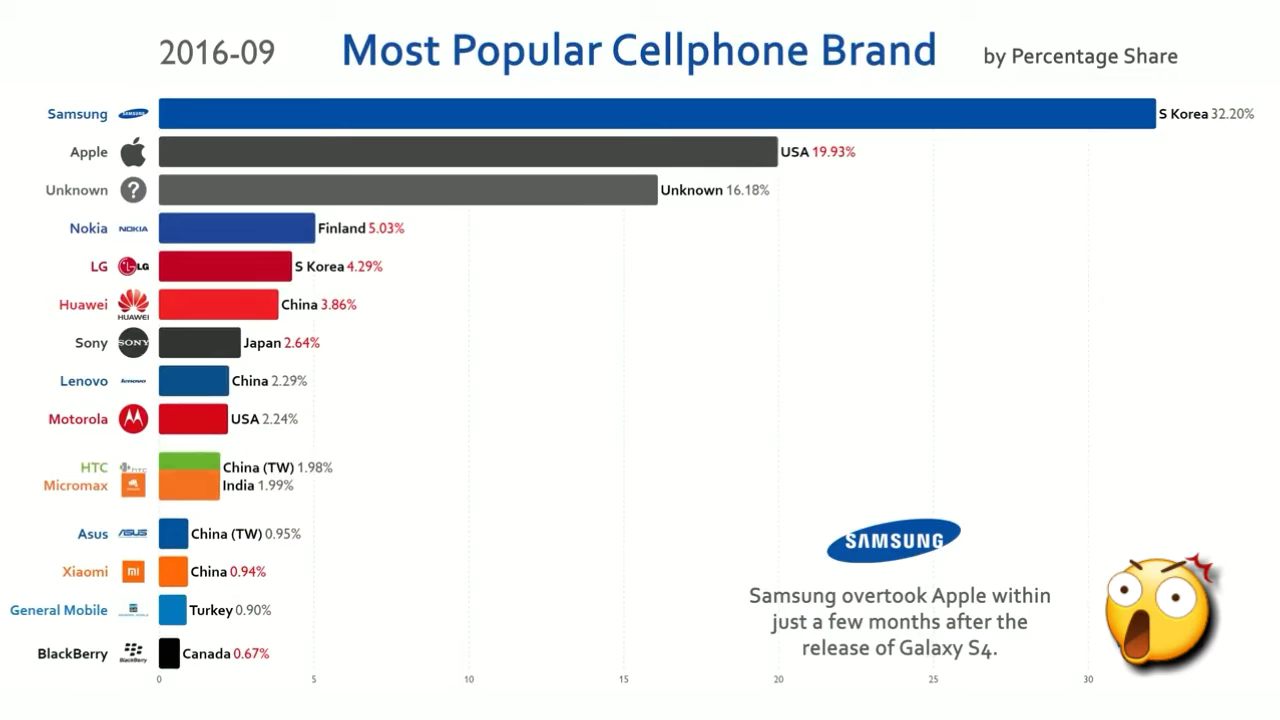 2016-09 Most Popular Cellphone Brand by Percentage Share
Samsung SAMSUNG S Korea 32.20%
Apple USA 19.93%
Unknown ? Unknown 16.18%
Nokia NOKIA Finland 5.03%
LG LG S Korea 4.29%
Huawei HUAWEI China 3.86%
Sony SONY Japan 2.64%
Lenovo lenovo China 2.29%
Motorola USA 2.24%
HTC hTC China (TW) 1.98%
Micromax India 1.99%
Asus ASUS China (TW) 0.95%
Xiaomi MI China 0.94%
General Mobile Turkey 0.90%
BlackBerry BlackBerry Canada 0.67%
SAMSUNG
Samsung overtook Apple within
just a few months after the
release of Galaxy S4.
0 5 10 15 20 25 30